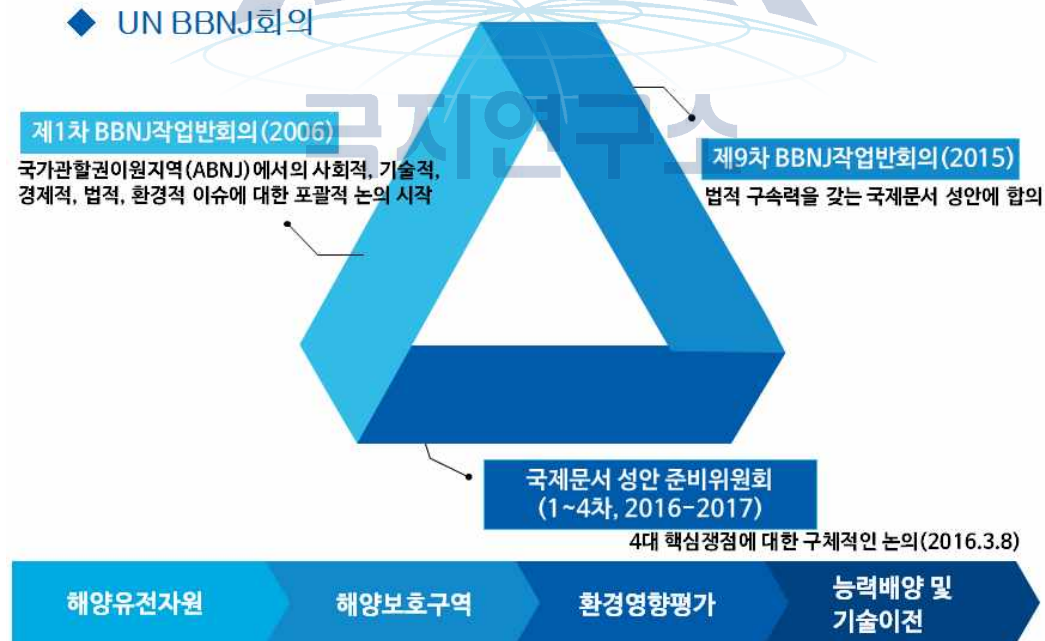 ◆ UN BBNJ회의
극지연구소
제1차 BBNJ작업반회의(2006)
국가관할권이원지역(ABNJ)에서의 사회적, 기술적,
경제적, 법적, 환경적 이슈에 대한 포괄적 논의 시작
제9차 BBNJ작업반회의(2015)
법적 구속력을 갖는 국제문서 성안에 합의
국제문서 성안 준비위원회
(1~4차, 2016-2017)
4대 핵심쟁점에 대한 구체적인 논의(2016.3.8)
해양유전자원
해양보호구역
환경영향평가
능력배양 및
기술이전